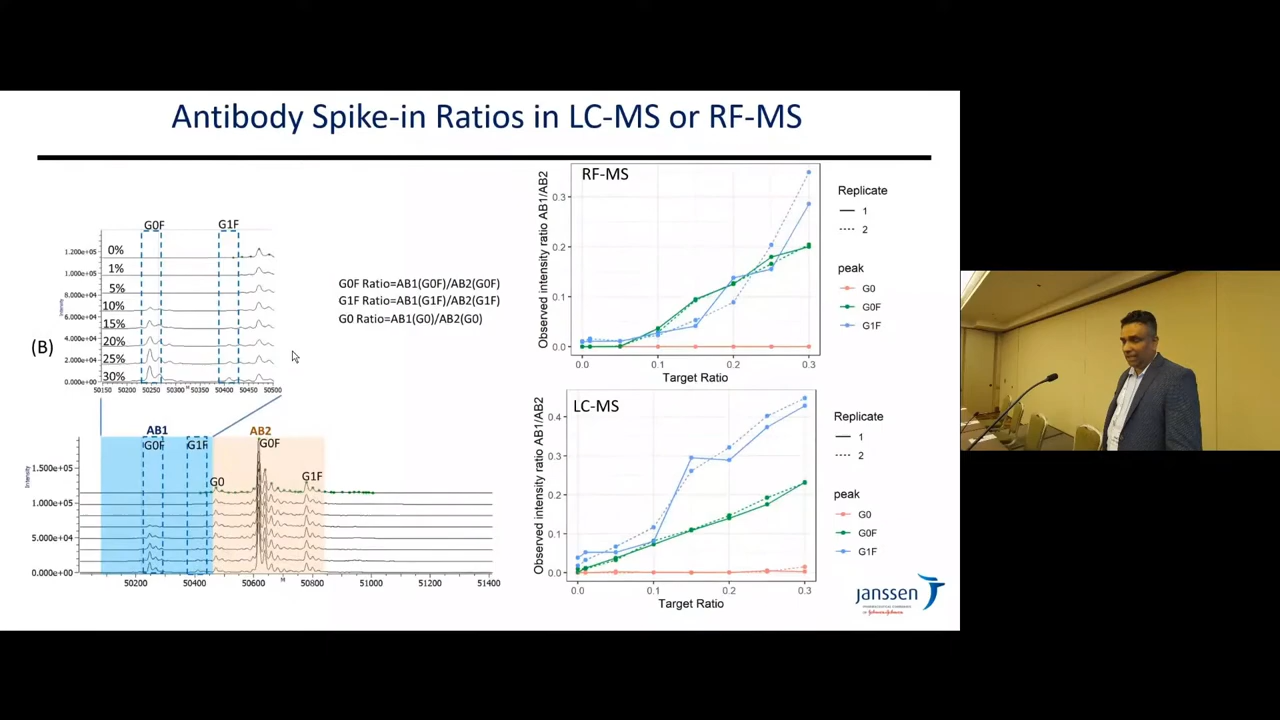 Antibody Spike-in Ratios in LC-MS or RF-MS
G0F G1F
0%
1%
5%
10%
15%
20%
25%
30%
1.200e+05
1.000e+05
8.000e+04
6.000e+04
4.000e+04
2.000e+04
0.000e+00
Intensity
50150 50200 50250 50300 50350 50400 50450 50500
M
(B)
G0F Ratio=AB1(G0F)/AB2(G0F)
G1F Ratio=AB1(G1F)/AB2(G1F)
G0 Ratio=AB1(G0)/AB2(G0)
AB1 AB2
G0F G1F G0 G0F G1F
1.500e+05
1.000e+05
5.000e+04
0.000e+00
Intensity
50200 50400 50600 50800 51000 51200 51400
M
RF-MS
Observed intensity ratio AB1/AB2
0.3
0.2
0.1
0.0
0.0 0.1 0.2 0.3
Target Ratio
Replicate
1
2
peak
G0
G0F
G1F
LC-MS
Observed intensity ratio AB1/AB2
0.4
0.3
0.2
0.1
0.0
0.0 0.1 0.2 0.3
Target Ratio
Replicate
1
2
peak
G0
G0F
G1F
janssen
PHARMACEUTICAL COMPANIES
OF Johnson&Johnson